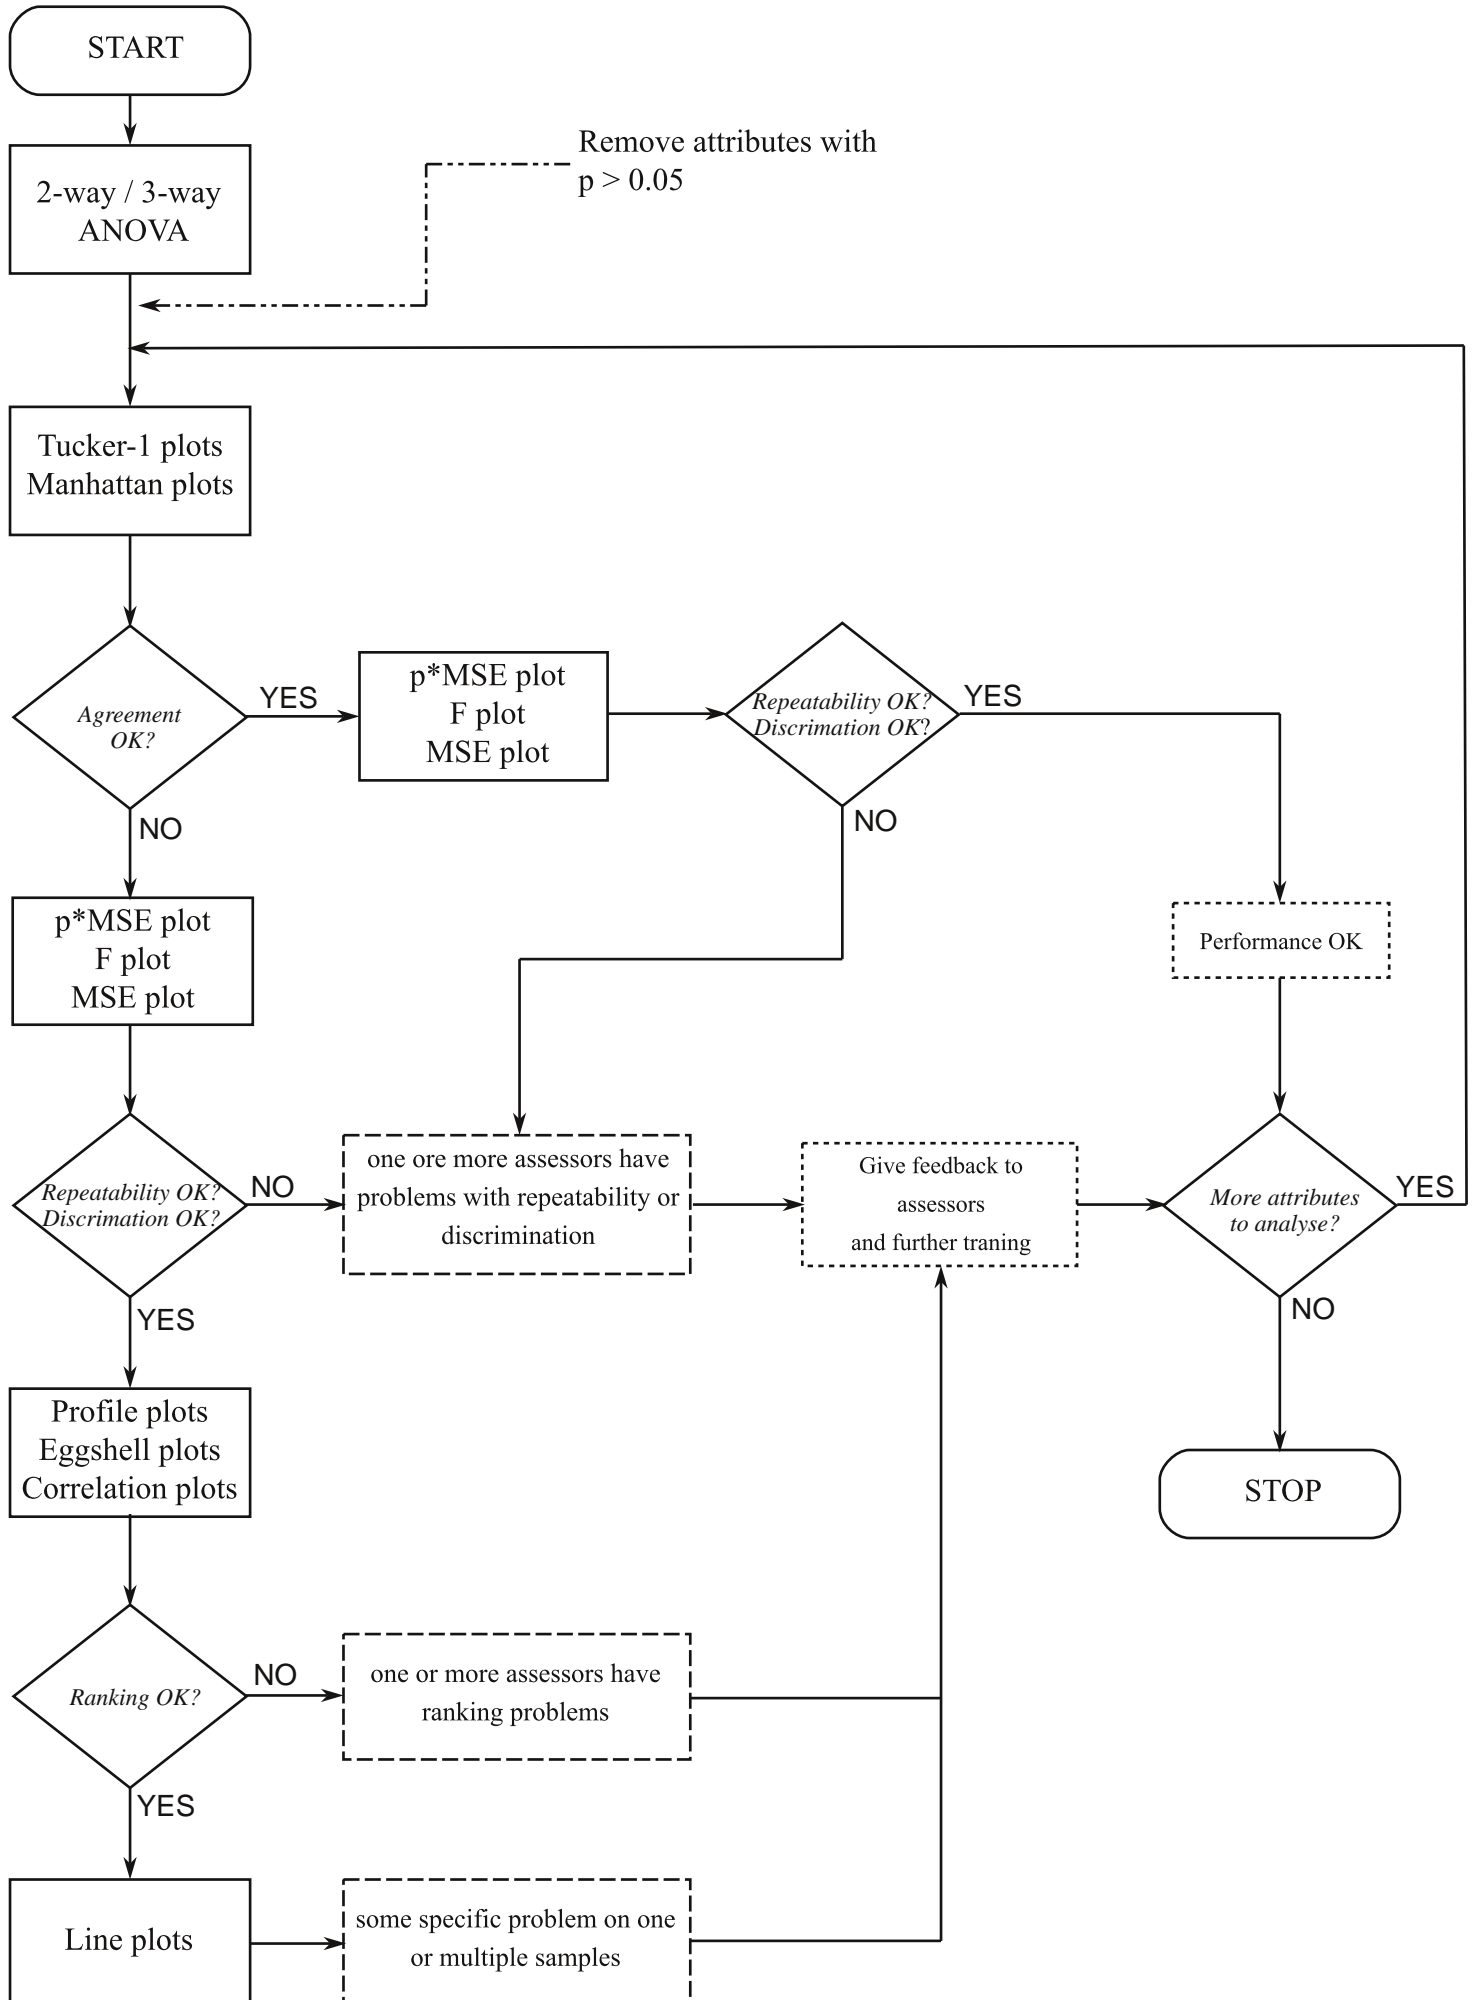 START
2-way / 3-way
ANOVA
Remove attributes with
p > 0.05
Tucker-1 plots
Manhattan plots
Agreement
OK?
YES
p*MSE plot
F plot
MSE plot
Repeatability OK?
Discrimation OK?
YES
NO
NO
p*MSE plot
F plot
MSE plot
Performance OK
Repeatability OK?
Discrimation OK?
NO
one ore more assessors have
problems with repeatability or
discrimination
Give feedback to
assessors
and further traning
More attributes
to analyse?
YES
NO
YES
STOP
Profile plots
Eggshell plots
Correlation plots
Ranking OK?
NO
one or more assessors have
ranking problems
YES
Line plots
some specific problem on one
or multiple samples